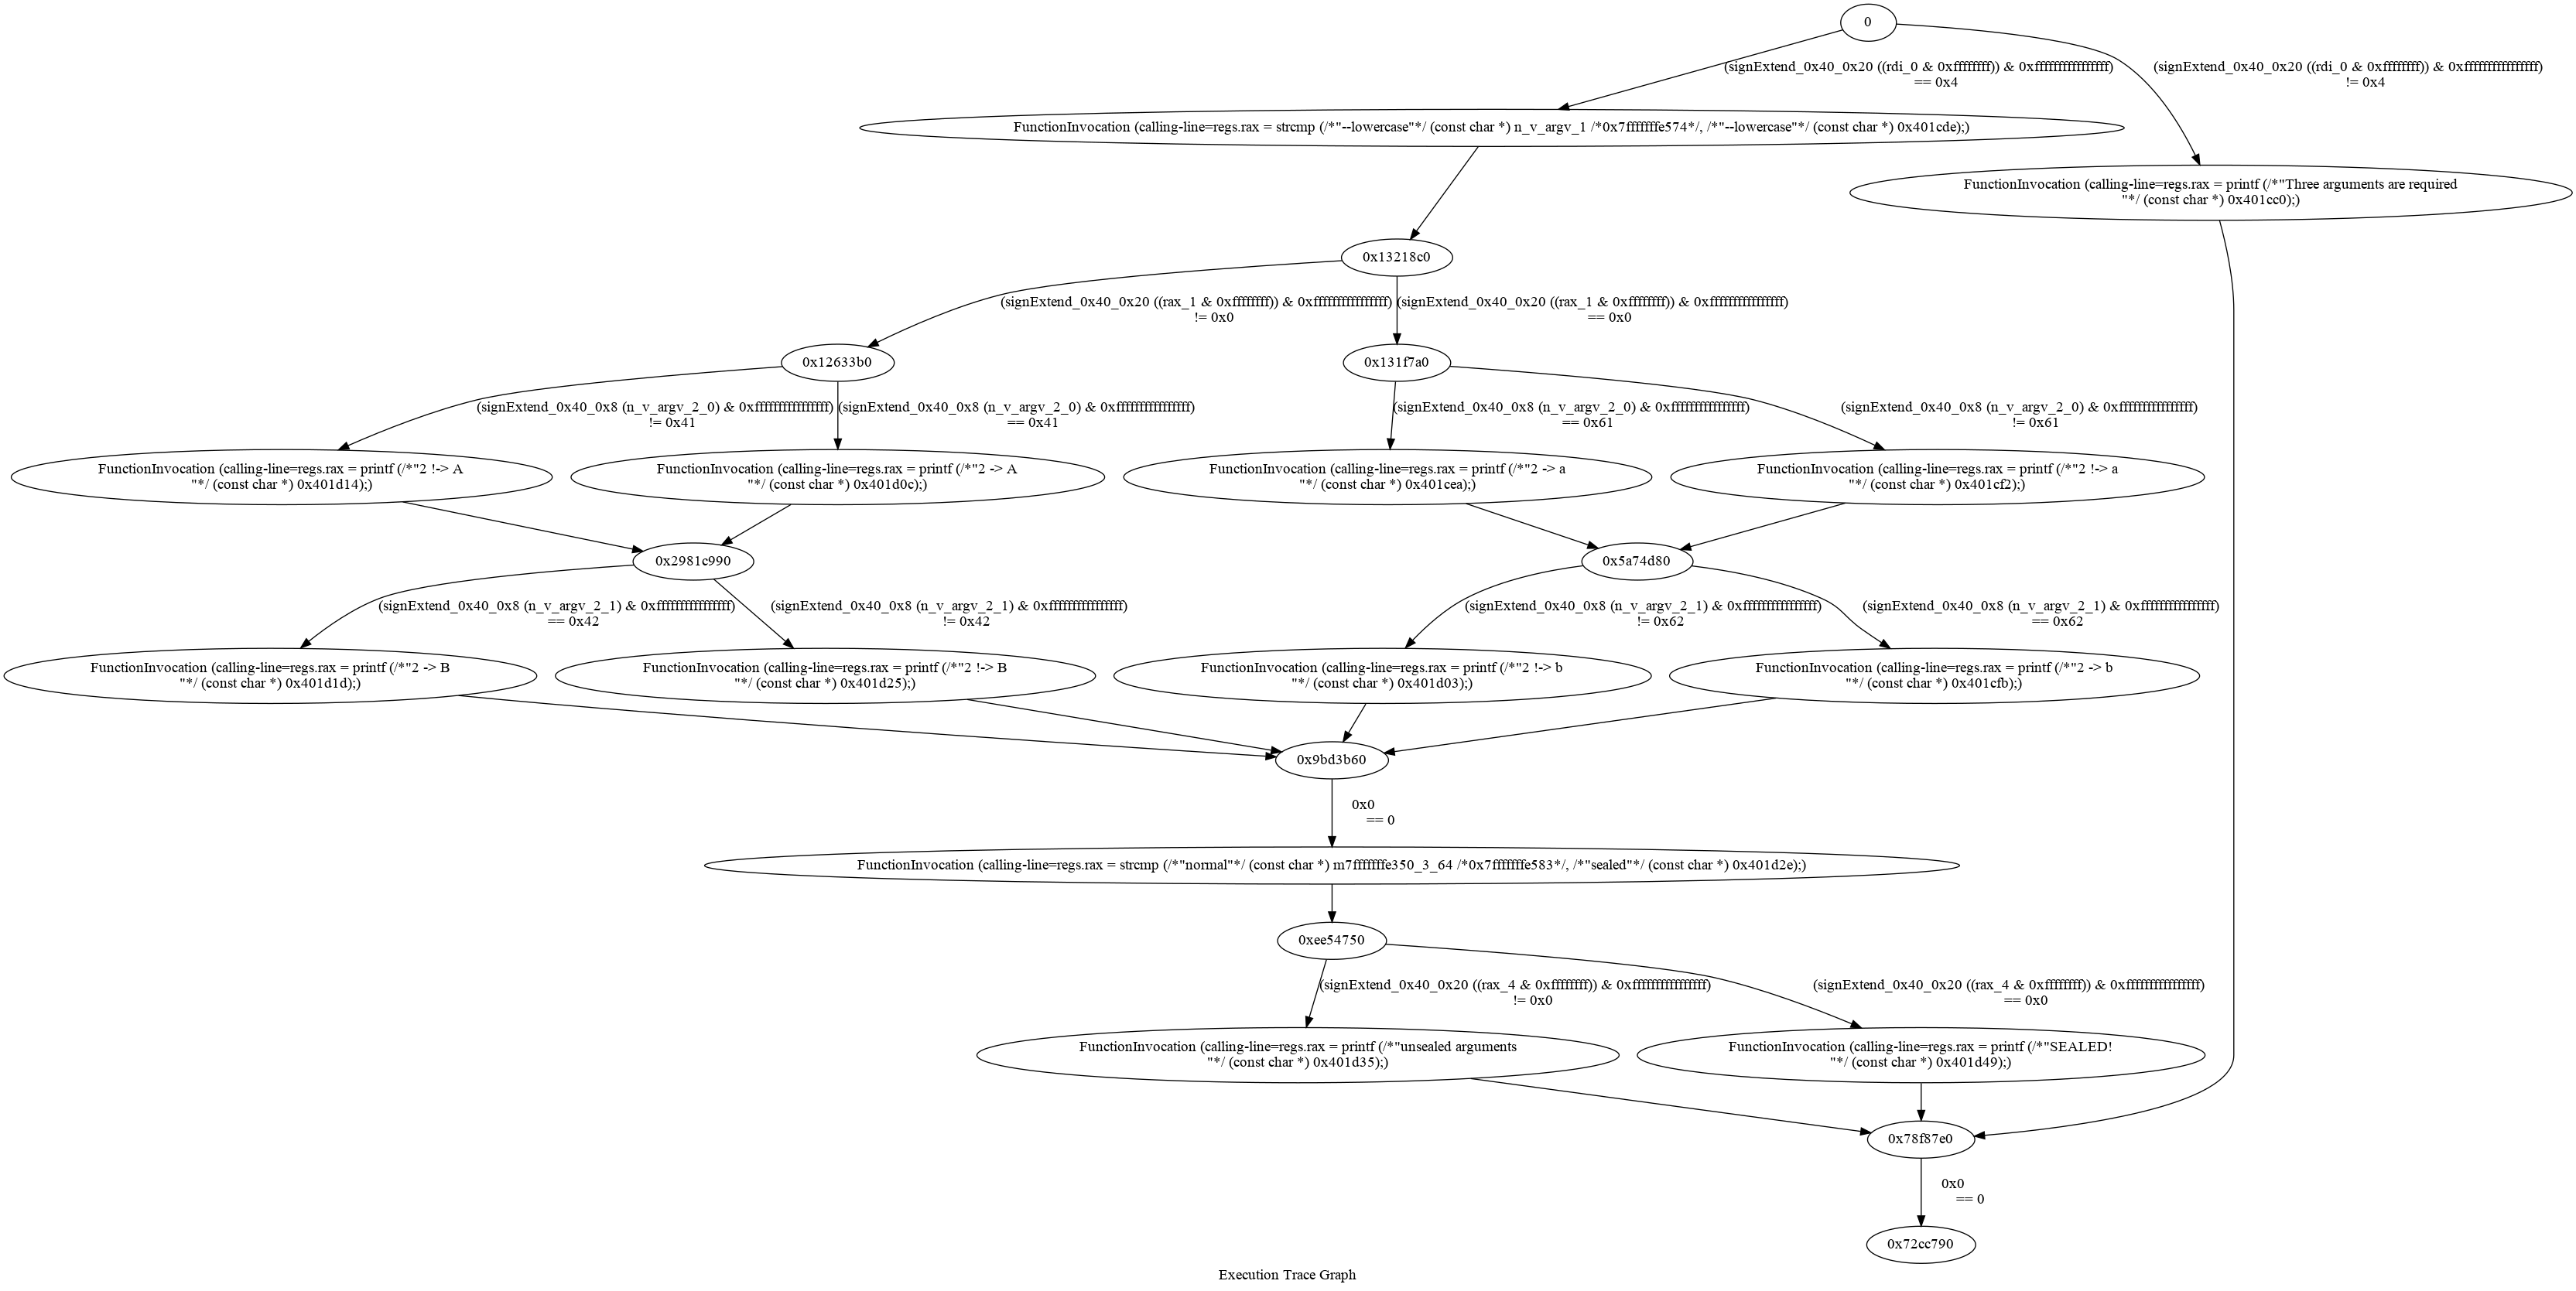 0
(signExtend_0x40_0x20 ((rdi_0 & 0xffffffff)) & 0xffffffffffffffff)
== 0x4
(signExtend_0x40_0x20 ((rdi_0 & 0xffffffff)) & 0xffffffffffffffff)
!= 0x4
FunctionInvocation (calling-line=regs.rax = strcmp (/*"--lowercase"*/ (const char *) n_v_argv_1 /*0x7fffffffe574*/, /*"--lowercase"*/ (const char *) 0x401cde);)
FunctionInvocation (calling-line=regs.rax = printf (/*"Three arguments are required
"*/ (const char *) 0x401cc0);)
0x13218c0
(signExtend_0x40_0x20 ((rax_1 & 0xffffffff)) & 0xffffffffffffffff)
!= 0x0
(signExtend_0x40_0x20 ((rax_1 & 0xffffffff)) & 0xffffffffffffffff)
== 0x0
0x12633b0
0x131f7a0
(signExtend_0x40_0x8 (n_v_argv_2_0) & 0xffffffffffffffff)
!= 0x41
(signExtend_0x40_0x8 (n_v_argv_2_0) & 0xffffffffffffffff)
== 0x41
(signExtend_0x40_0x8 (n_v_argv_2_0) & 0xffffffffffffffff)
== 0x61
(signExtend_0x40_0x8 (n_v_argv_2_0) & 0xffffffffffffffff)
!= 0x61
FunctionInvocation (calling-line=regs.rax = printf (/*"2 !-> A
"*/ (const char *) 0x401d14);)
FunctionInvocation (calling-line=regs.rax = printf (/*"2 -> A
"*/ (const char *) 0x401d0c);)
FunctionInvocation (calling-line=regs.rax = printf (/*"2 -> a
"*/ (const char *) 0x401cea);)
FunctionInvocation (calling-line=regs.rax = printf (/*"2 !-> a
"*/ (const char *) 0x401cf2);)
0x2981c990
0x5a74d80
(signExtend_0x40_0x8 (n_v_argv_2_1) & 0xffffffffffffffff)
== 0x42
(signExtend_0x40_0x8 (n_v_argv_2_1) & 0xffffffffffffffff)
!= 0x42
(signExtend_0x40_0x8 (n_v_argv_2_1) & 0xffffffffffffffff)
!= 0x62
(signExtend_0x40_0x8 (n_v_argv_2_1) & 0xffffffffffffffff)
== 0x62
FunctionInvocation (calling-line=regs.rax = printf (/*"2 -> B
"*/ (const char *) 0x401d1d);)
FunctionInvocation (calling-line=regs.rax = printf (/*"2 !-> B
"*/ (const char *) 0x401d25);)
FunctionInvocation (calling-line=regs.rax = printf (/*"2 !-> b
"*/ (const char *) 0x401d03);)
FunctionInvocation (calling-line=regs.rax = printf (/*"2 -> b
"*/ (const char *) 0x401cfb);)
0x9bd3b60
0x0
== 0
FunctionInvocation (calling-line=regs.rax = strcmp (/*"normal"*/ (const char *) m7fffffffe350_3_64 /*0x7fffffffe583*/, /*"sealed"*/ (const char *) 0x401d2e);)
0xee54750
(signExtend_0x40_0x20 ((rax_4 & 0xffffffff)) & 0xffffffffffffffff)
!= 0x0
(signExtend_0x40_0x20 ((rax_4 & 0xffffffff)) & 0xffffffffffffffff)
== 0x0
FunctionInvocation (calling-line=regs.rax = printf (/*"unsealed arguments
"*/ (const char *) 0x401d35);)
FunctionInvocation (calling-line=regs.rax = printf (/*"SEALED!
"*/ (const char *) 0x401d49);)
0x78f87e0
0x0
== 0
0x72cc790
Execution Trace Graph